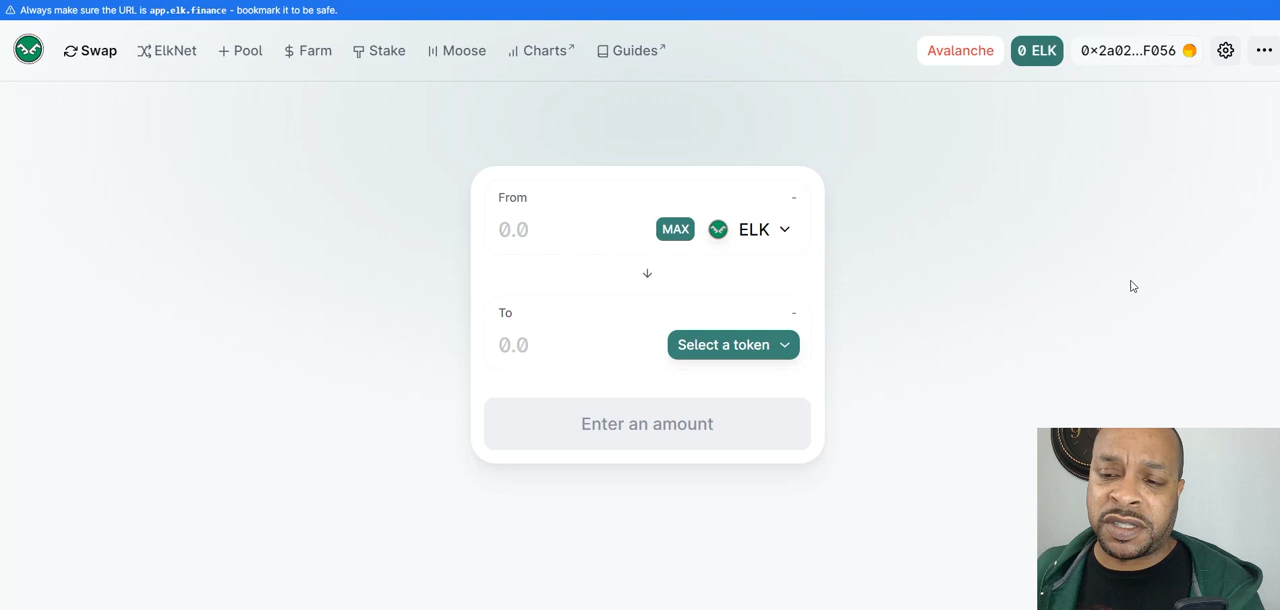 Always make sure the URL is app.elk.finance - bookmark it to be safe.
Swap ElkNet Pool Farm Stake Moose Charts↗ Guides↗ Avalanche 0 ELK 0×2a02...F056
From -
0.0 MAX ELK
To -
0.0 Select a token
Enter an amount